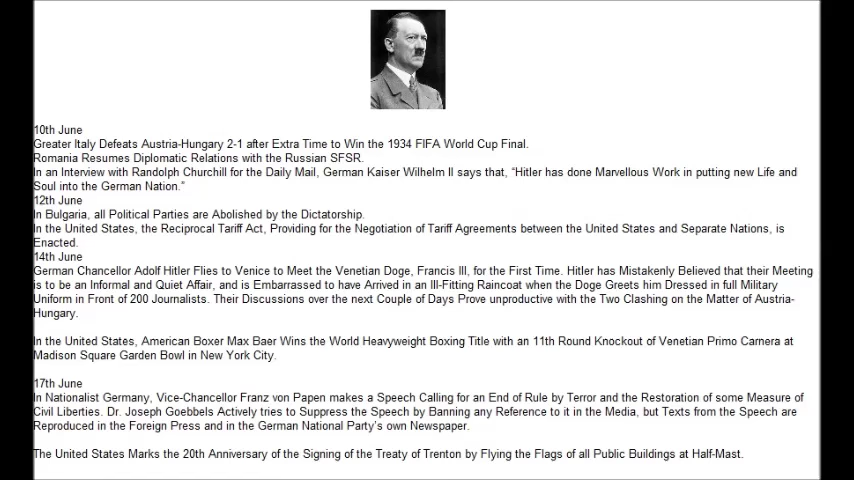 10th June
Greater Italy Defeats Austria-Hungary 2-1 after Extra Time to Win the 1934 FIFA World Cup Final.
Romania Resumes Diplomatic Relations with the Russian SFSR.
In an Interview with Randolph Churchill for the Daily Mail, German Kaiser Wilhelm II says that, “Hitler has done Marvellous Work in putting new Life and
Soul into the German Nation.”
12th June
In Bulgaria, all Political Parties are Abolished by the Dictatorship.
In the United States, the Reciprocal Tariff Act, Providing for the Negotiation of Tariff Agreements between the United States and Separate Nations, is
Enacted.
14th June
German Chancellor Adolf Hitler Flies to Venice to Meet the Venetian Doge, Francis III, for the First Time. Hitler has Mistakenly Believed that their Meeting
is to be an Informal and Quiet Affair, and is Embarrassed to have Arrived in an Ill-Fitting Raincoat when the Doge Greets him Dressed in full Military
Uniform in Front of 200 Journalists. Their Discussions over the next Couple of Days Prove unproductive with the Two Clashing on the Matter of Austria-
Hungary.
In the United States, American Boxer Max Baer Wins the World Heavyweight Boxing Title with an 11th Round Knockout of Venetian Primo Carnera at
Madison Square Garden Bowl in New York City.
17th June
In Nationalist Germany, Vice-Chancellor Franz von Papen makes a Speech Calling for an End of Rule by Terror and the Restoration of some Measure of
Civil Liberties. Dr. Joseph Goebbels Actively tries to Suppress the Speech by Banning any Reference to it in the Media, but Texts from the Speech are
Reproduced in the Foreign Press and in the German National Party's own Newspaper.
The United States Marks the 20th Anniversary of the Signing of the Treaty of Trenton by Flying the Flags of all Public Buildings at Half-Mast.